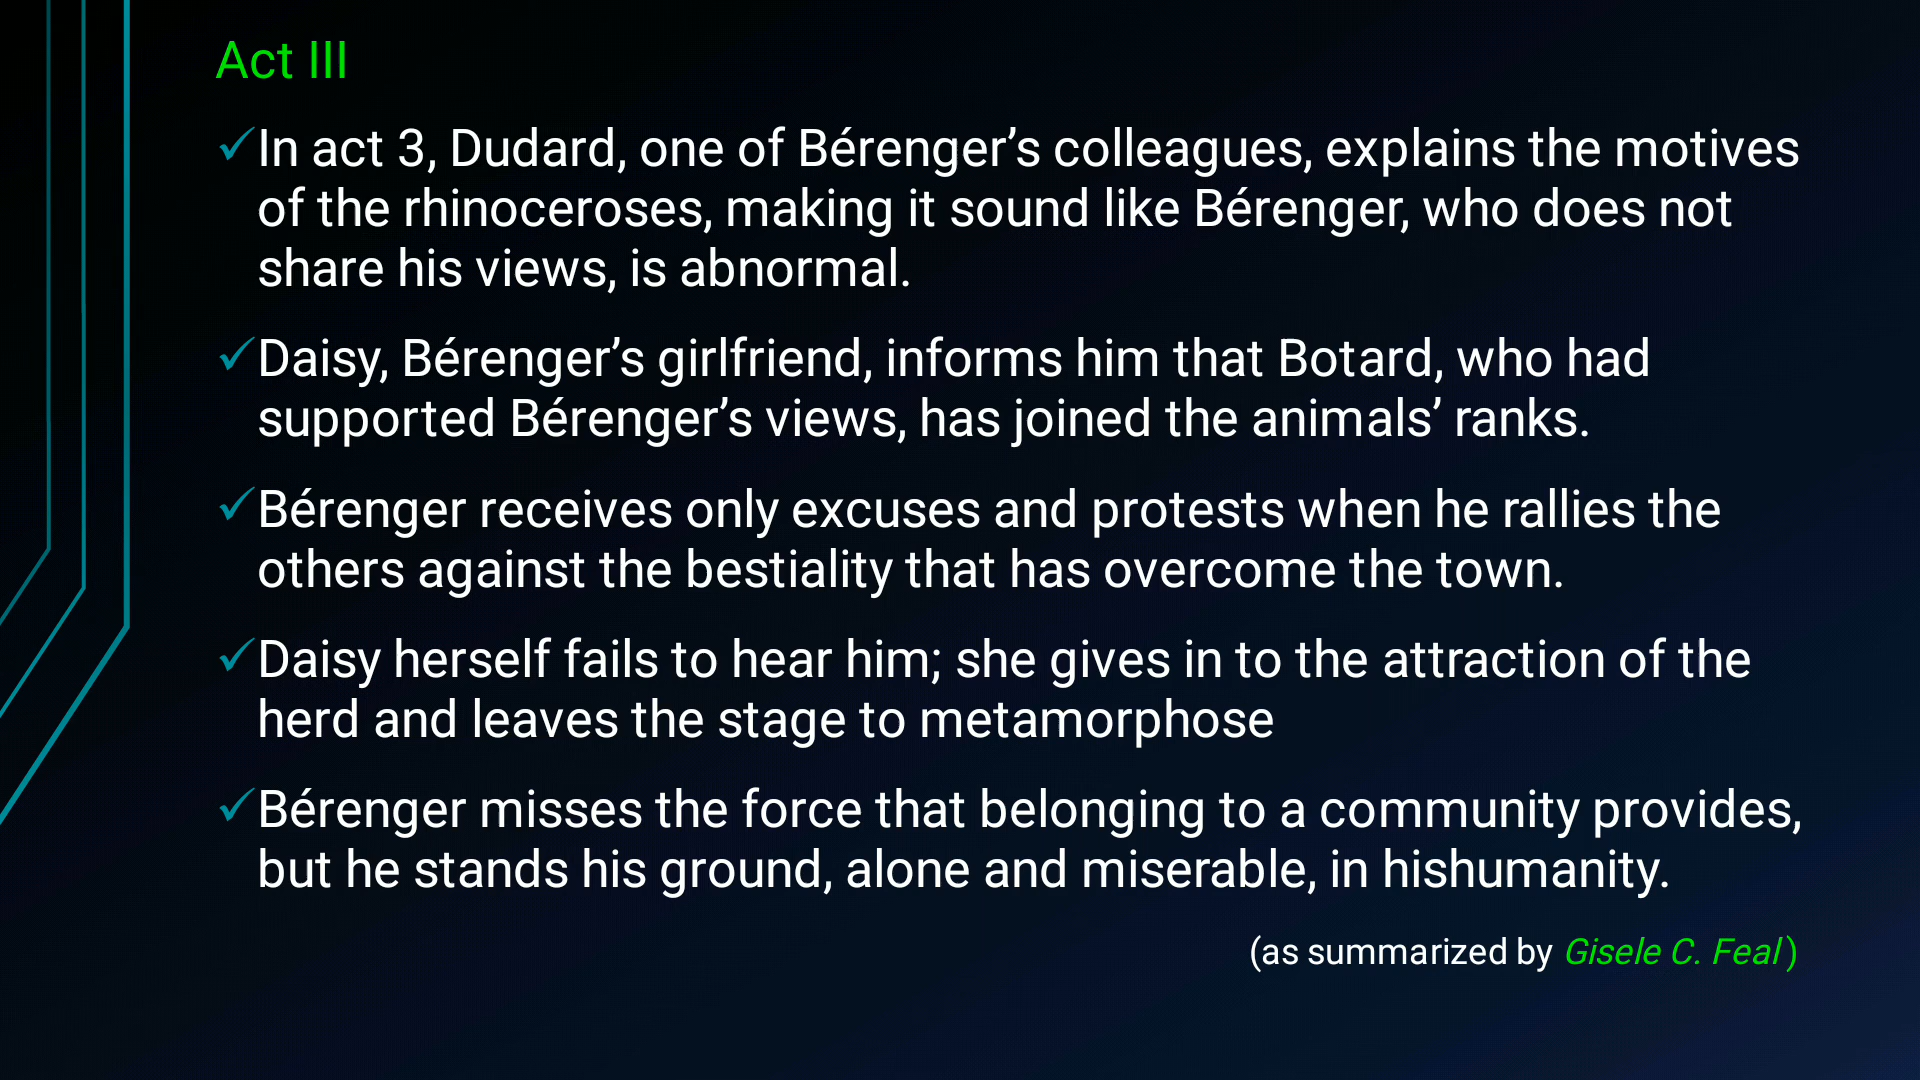 Act III
✓In act 3, Dudard, one of Bérenger’s colleagues, explains the motives
of the rhinoceroses, making it sound like Bérenger, who does not
share his views, is abnormal.
✓Daisy, Bérenger’s girlfriend, informs him that Botard, who had
supported Bérenger’s views, has joined the animals’ ranks.
✓Bérenger receives only excuses and protests when he rallies the
others against the bestiality that has overcome the town.
✓Daisy herself fails to hear him; she gives in to the attraction of the
herd and leaves the stage to metamorphose
✓Bérenger misses the force that belonging to a community provides,
but he stands his ground, alone and miserable, in hishumanity.
(as summarized by Gisele C. Feal)